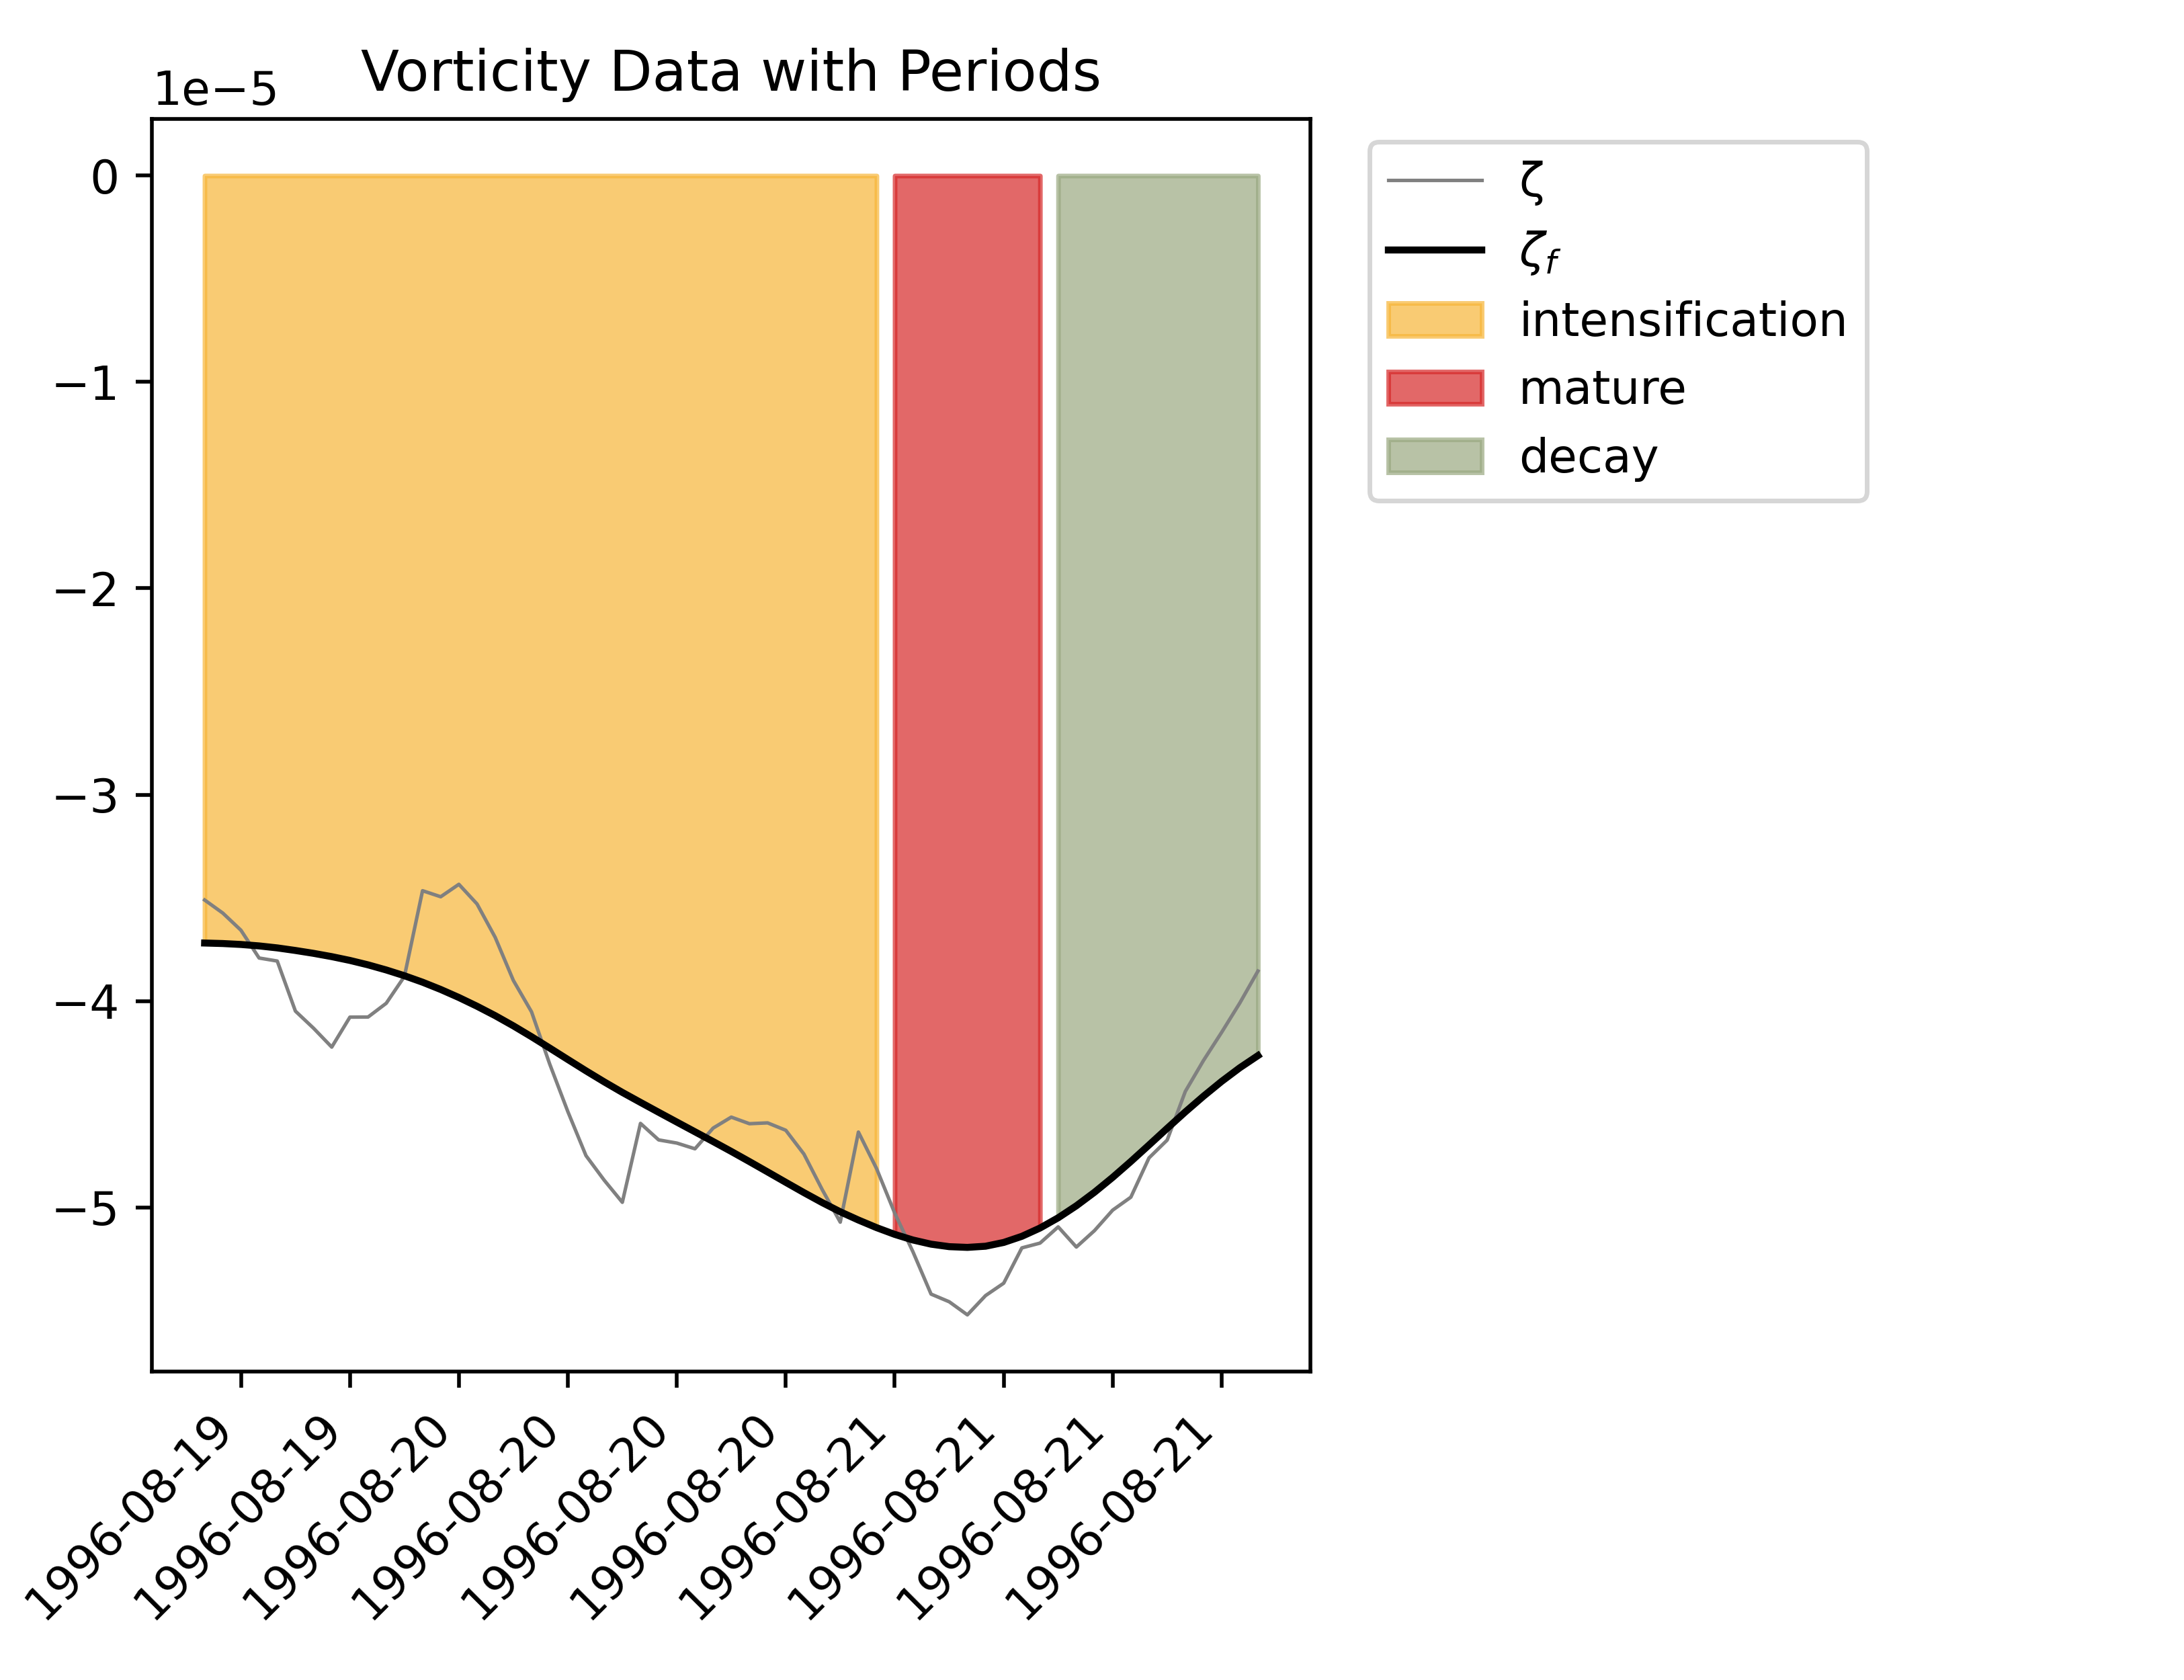 Vorticity Data with Periods
1e−5
0
−1
−2
−3
−4
−5
1996-08-19
1996-08-19
1996-08-20
1996-08-20
1996-08-20
1996-08-20
1996-08-21
1996-08-21
1996-08-21
1996-08-21
ζ
ζf
intensification
mature
decay